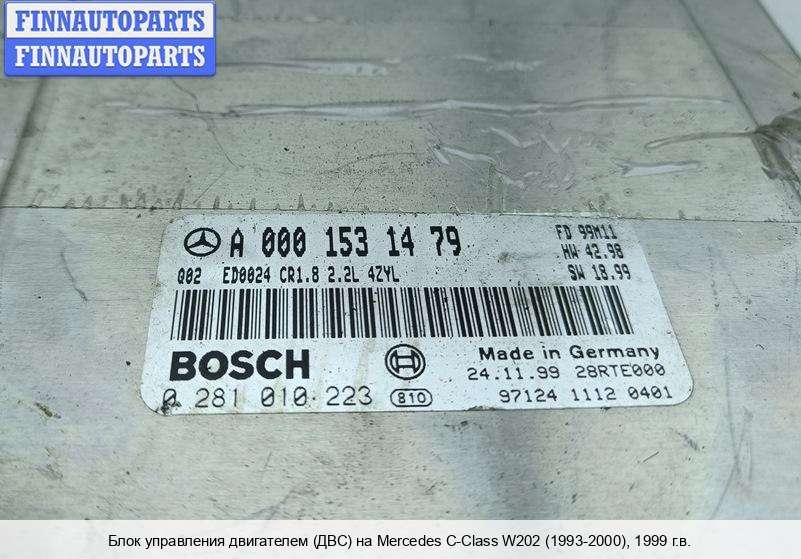 FINNAUTOPARTS
FINNAUTOPARTS
A 000 153 14 79
FD 99M11
HW 42.98
Q02 ED0024 CR1.8 2.2L 4ZYL
SW 18.99
BOSCH
Made in Germany
24.11.99 28RTE000
0 281 010 223 810
97124 1112 0401
Блок управления двигателем (ДВС) на Mercedes C-Class W202 (1993-2000), 1999 г.в.